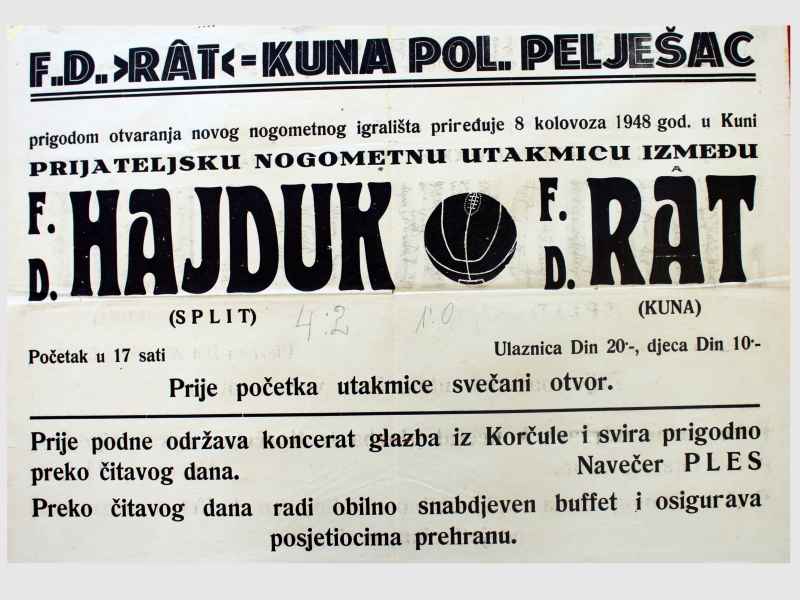 F.D. >RÂT< = KUNA POL. PELJEŠAC
prigodom otvaranja novog nogometnog igrališta priređuje 8 kolovoza 1948 god. u Kuni
PRIJATELJSKU NOGOMETNU UTAKMICU IZMEĐU
F. D. HAJDUK F. D. RÂT
(SPLIT) 4:2 1:0 (KUNA)
Početak u 17 sati Ulaznica Din 20·-, djeca Din 10·-
Prije početka utakmice svečani otvor.
Prije podne održava koncerat glazba iz Korčule i svira prigodno
preko čitavog dana. Navečer PLES
Preko čitavog dana radi obilno snabdjeven buffet i osigurava
posjetiocima prehranu.